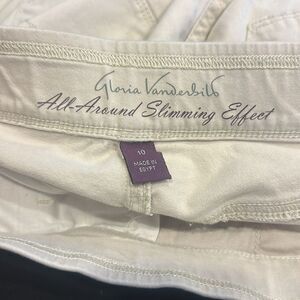 Gloria Vanderbilt
All-Around Slimming Effect
10
MADE IN
EGYPT